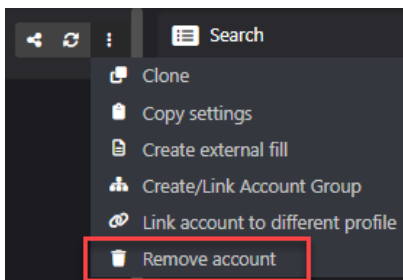 Search
Clone
Copy settings
Create external fill
Create/Link Account Group
Link account to different profile
Remove account